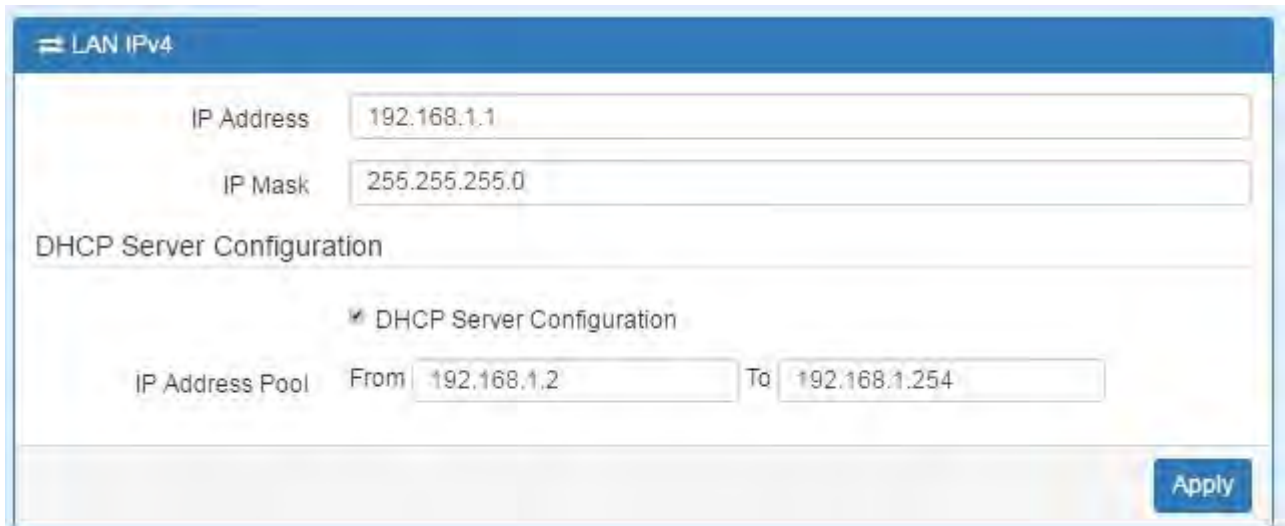 LAN IPv4
IP Address 192.168.1.1
IP Mask 255.255.255.0
DHCP Server Configuration
DHCP Server Configuration
IP Address Pool From 192.168.1.2 To 192.168.1.254
Apply